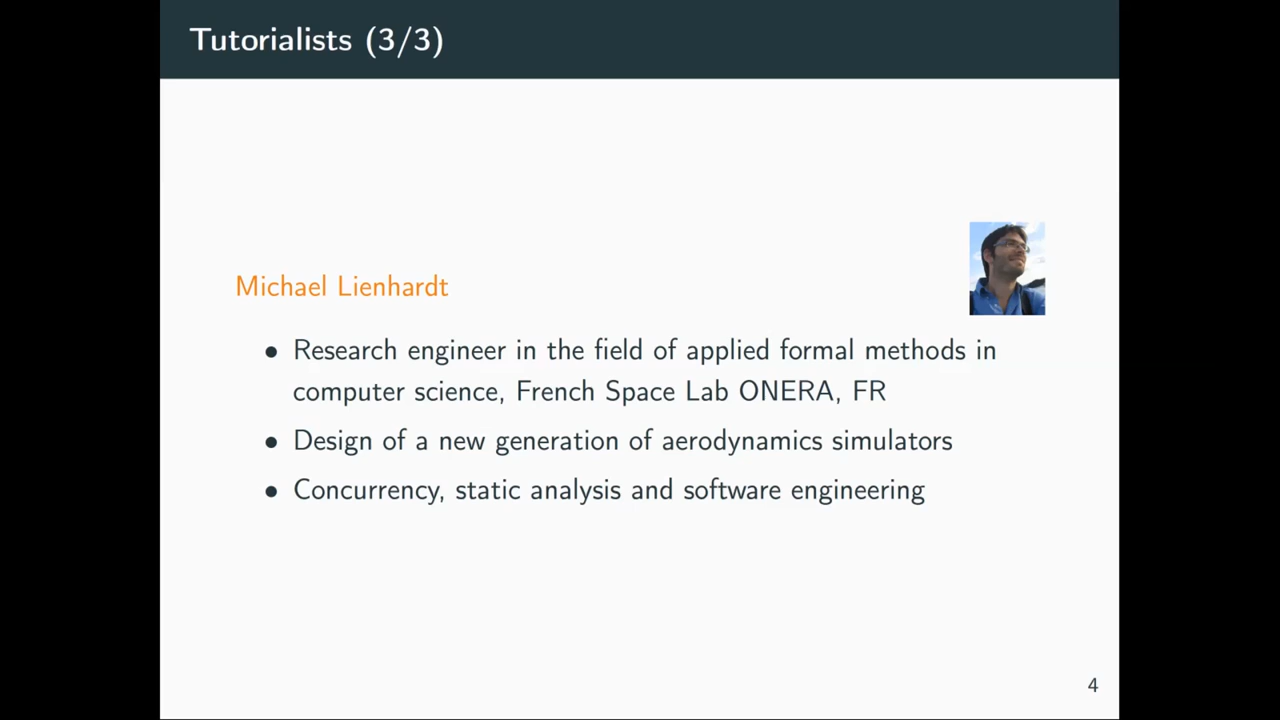 Tutorialists (3/3)
Michael Lienhardt
• Research engineer in the field of applied formal methods in
computer science, French Space Lab ONERA, FR
• Design of a new generation of aerodynamics simulators
• Concurrency, static analysis and software engineering
4